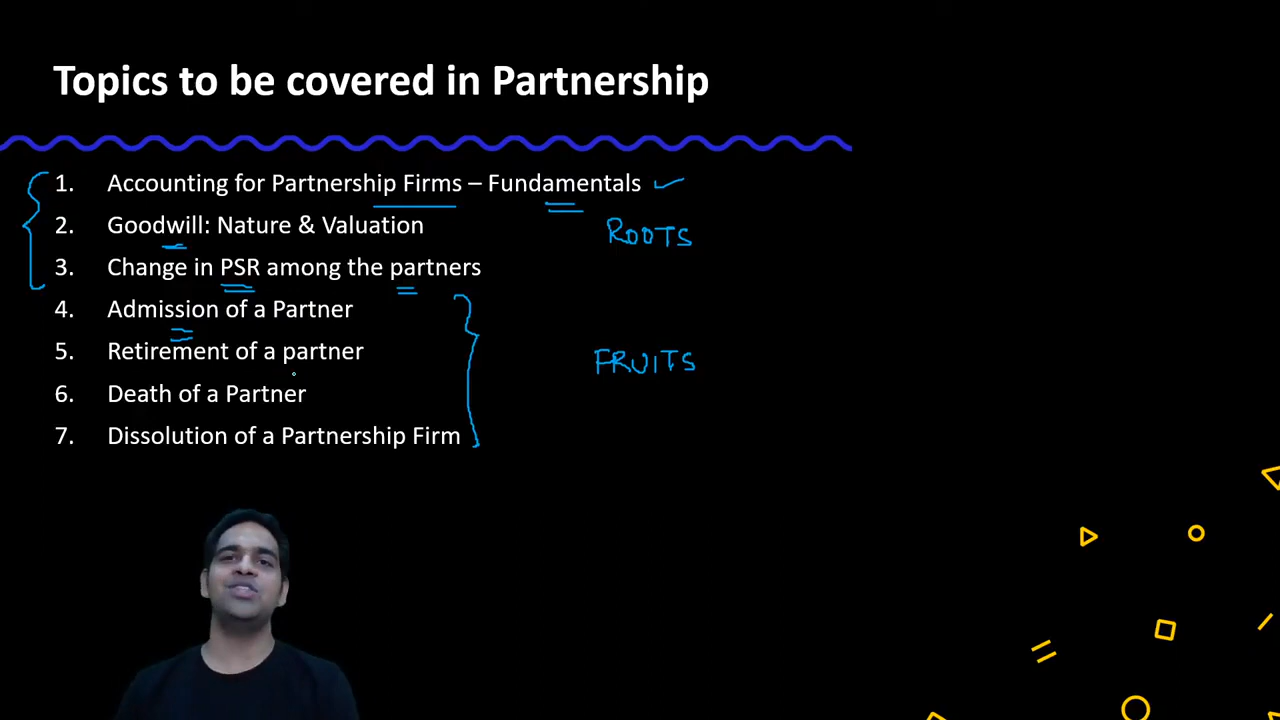 Topics to be covered in Partnership
1. Accounting for Partnership Firms – Fundamentals
2. Goodwill: Nature & Valuation
ROOTS
3. Change in PSR among the partners
4. Admission of a Partner
5. Retirement of a partner
FRUITS
6. Death of a Partner
7. Dissolution of a Partnership Firm